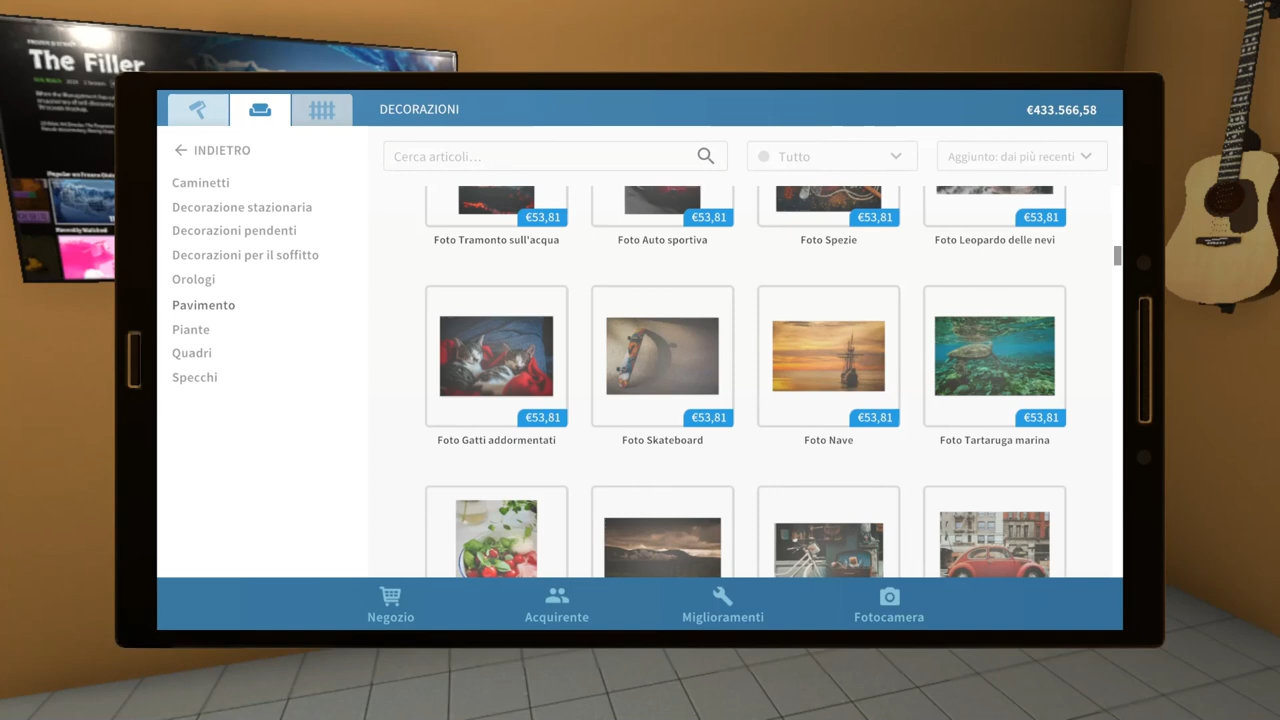 The Filler
DECORAZIONI
€433.566,58
INDIETRO
Cerca articoli...
Tutto
Aggiunto: dai più recenti
Caminetti
Decorazione stazionaria
Decorazioni pendenti
Decorazioni per il soffitto
Orologi
Pavimento
Piante
Quadri
Specchi
€53,81
€53,81
€53,81
€53,81
Foto Tramonto sull'acqua
Foto Auto sportiva
Foto Spezie
Foto Leopardo delle nevi
€53,81
€53,81
€53,81
€53,81
Foto Gatti addormentati
Foto Skateboard
Foto Nave
Foto Tartaruga marina
Negozio
Acquirente
Miglioramenti
Fotocamera